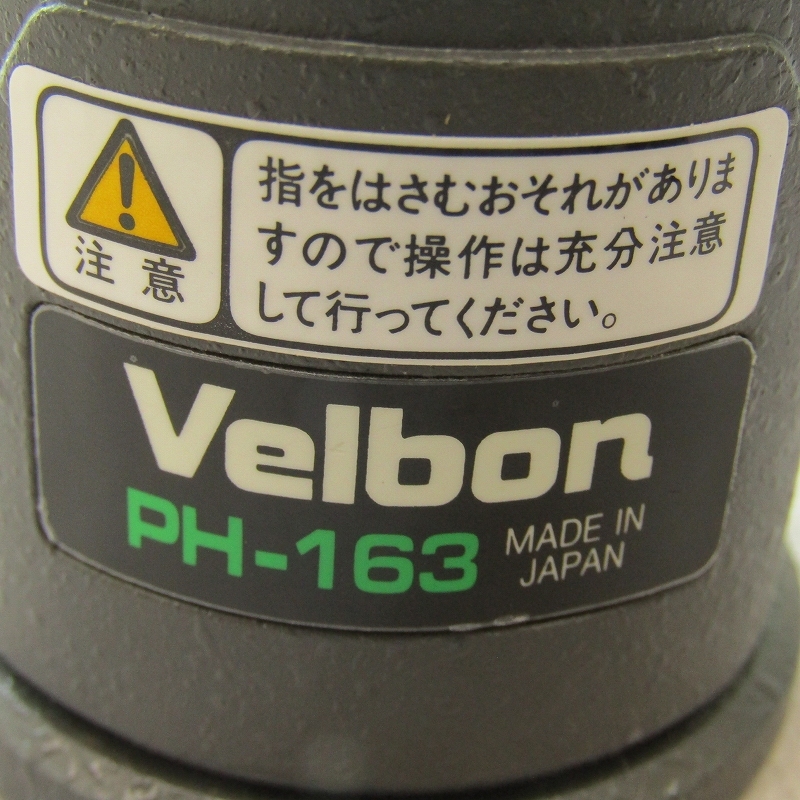 注意
指をはさむおそれがありま
すので操作は充分注意
して行ってください。
Velbon
PH-163
MADE IN
JAPAN